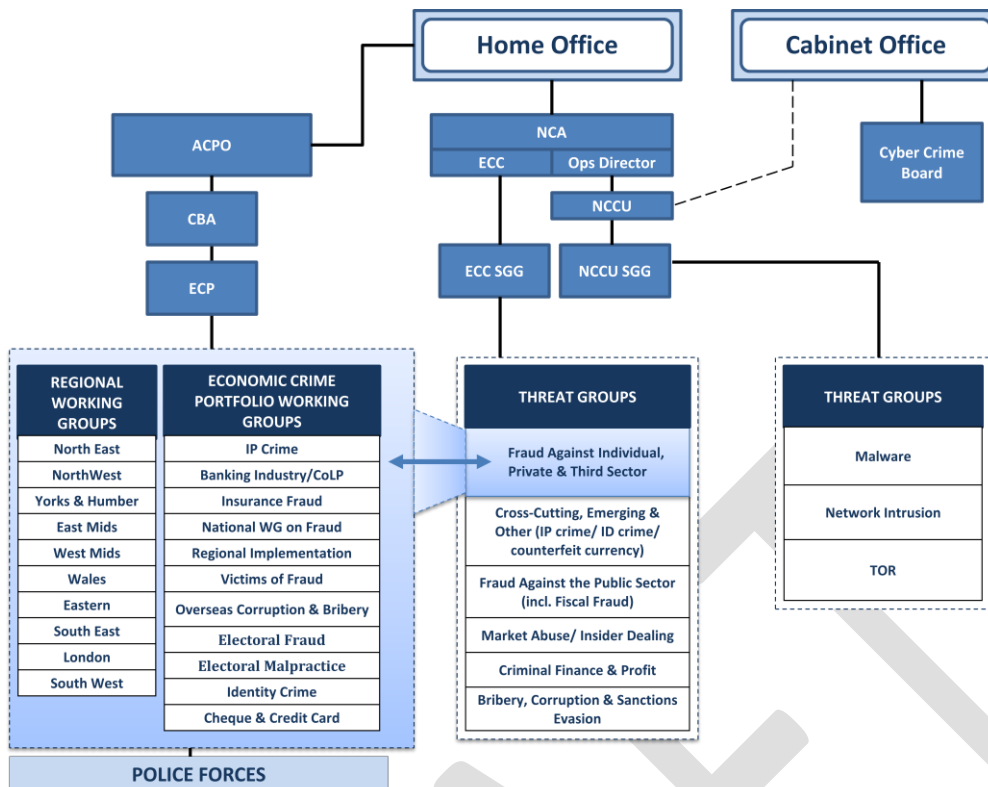 Home Office
Cabinet Office
ACPO
NCA
ECC
Ops Director
Cyber Crime
Board
CBA
NCCU
ECP
ECC SGG
NCCU SGG
REGIONAL
WORKING
GROUPS
North East
NorthWest
Yorks & Humber
East Mids
West Mids
Wales
Eastern
South East
London
South West
ECONOMIC CRIME
PORTFOLIO WORKING
GROUPS
IP Crime
Banking Industry/CoLP
Insurance Fraud
National WG on Fraud
Regional Implementation
Victims of Fraud
Overseas Corruption & Bribery
Electoral Fraud
Electoral Malpractice
Identity Crime
Cheque & Credit Card
THREAT GROUPS
Fraud Against Individual,
Private & Third Sector
Cross-Cutting, Emerging &
Other (IP crime/ ID crime/
counterfeit currency)
Fraud Against the Public Sector
(incl. Fiscal Fraud)
Market Abuse/ Insider Dealing
Criminal Finance & Profit
Bribery, Corruption & Sanctions
Evasion
THREAT GROUPS
Malware
Network Intrusion
TOR
POLICE FORCES